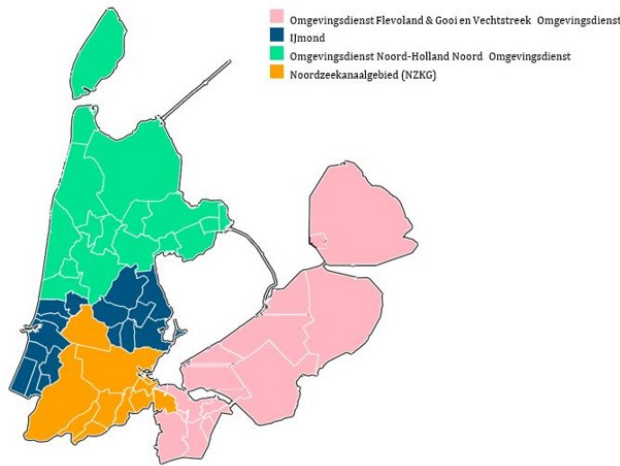 Omgevingsdienst Flevoland & Gooi en Vechtstreek Omgevingsdienst
IJmond
Omgevingsdienst Noord-Holland Noord Omgevingsdienst
Noordzeekanaalgebied (NZKG)